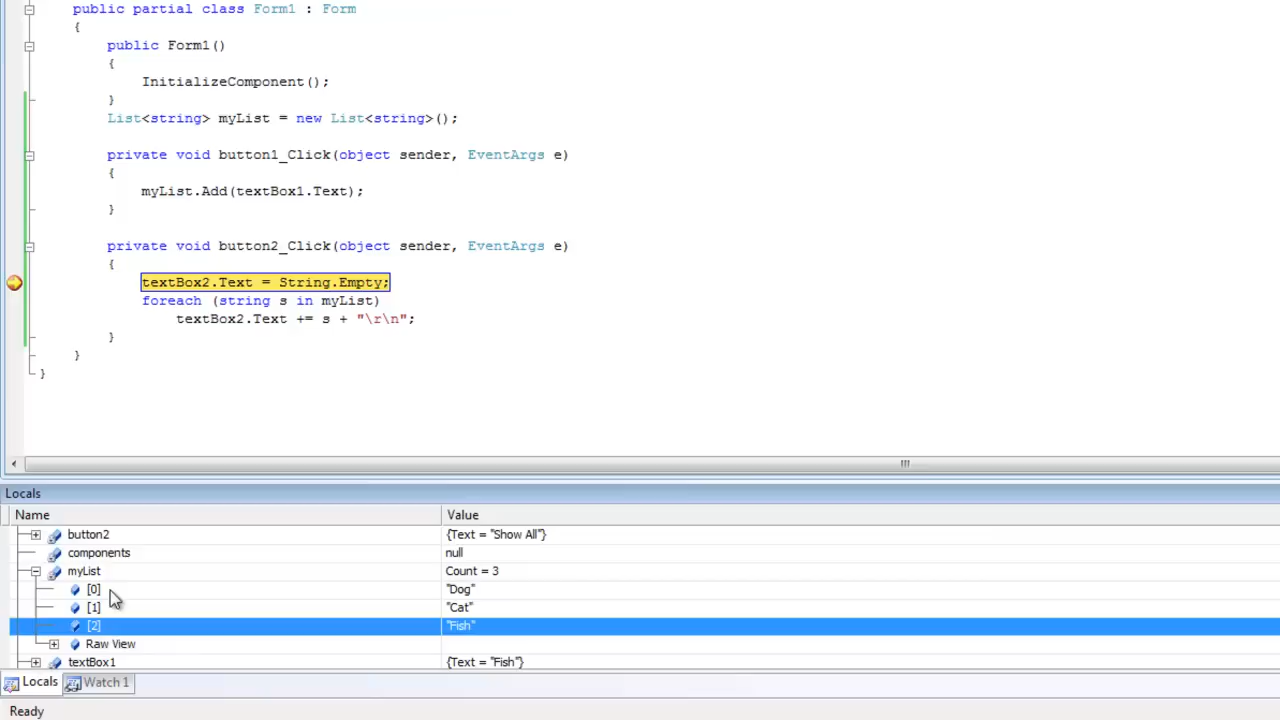 public partial class Form1 : Form
{
public Form1()
{
InitializeComponent();
}
List<string> myList = new List<string>();
private void button1_Click(object sender, EventArgs e)
{
myList.Add(textBox1.Text);
}
private void button2_Click(object sender, EventArgs e)
{
textBox2.Text = String.Empty;
foreach (string s in myList)
textBox2.Text += s + "\r\n";
}
}
}
Locals
Name Value
button2 {Text = "Show All"}
components null
myList Count = 3
[0] "Dog"
[1] "Cat"
[2] "Fish"
Raw View
textBox1 {Text = "Fish"}
Locals Watch 1
Ready